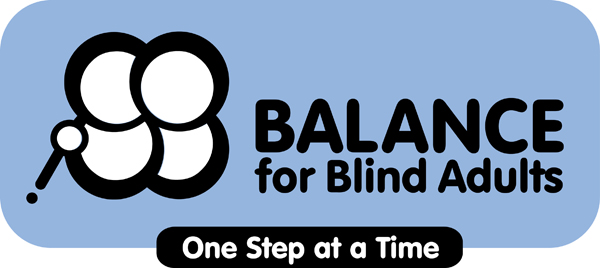 BALANCE
for Blind Adults
One Step at a Time